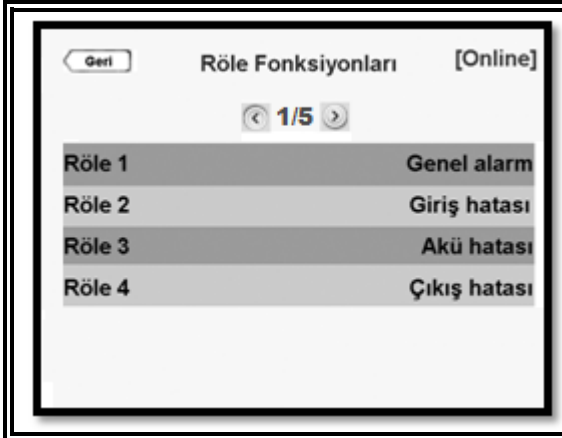 Geri Röle Fonksiyonları [Online]
1/5
Röle 1 Genel alarm
Röle 2 Giriş hatası
Röle 3 Akü hatası
Röle 4 Çıkış hatası